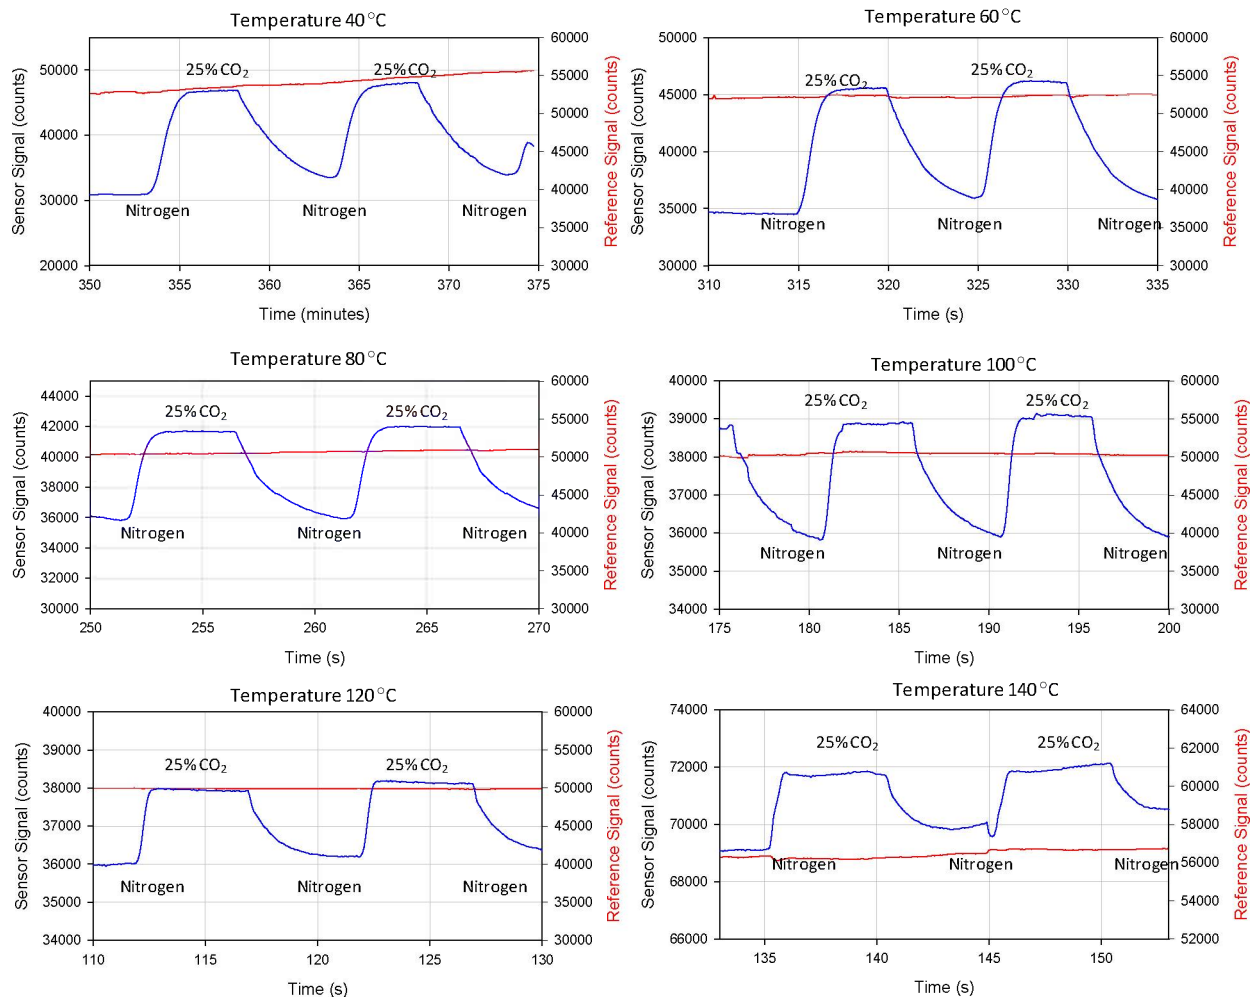 Temperature 40 °C
50000
40000
30000
20000
60000
55000
50000
45000
40000
35000
30000
350 355 360 365 370 375
Sensor Signal (counts)
Reference Signal (counts)
25% CO2 25% CO2
Nitrogen Nitrogen Nitrogen
Time (minutes)
Temperature 60 °C
50000
45000
40000
35000
30000
60000
55000
50000
45000
40000
35000
30000
310 315 320 325 330 335
Sensor Signal (counts)
Reference Signal (counts)
25% CO2 25% CO2
Nitrogen Nitrogen Nitrogen
Time (s)
Temperature 80 °C
44000
42000
40000
38000
36000
34000
32000
30000
60000
55000
50000
45000
40000
35000
30000
250 255 260 265 270
Sensor Signal (counts)
Reference Signal (counts)
25% CO2 25% CO2
Nitrogen Nitrogen Nitrogen
Time (s)
Temperature 100 °C
40000
39000
38000
37000
36000
35000
34000
60000
55000
50000
45000
40000
35000
30000
175 180 185 190 195 200
Sensor Signal (counts)
Reference Signal (counts)
25% CO2 25% CO2
Nitrogen Nitrogen Nitrogen
Time (s)
Temperature 120 °C
40000
39000
38000
37000
36000
35000
34000
60000
55000
50000
45000
40000
35000
30000
110 115 120 125 130
Sensor Signal (counts)
Reference Signal (counts)
25% CO2 25% CO2
Nitrogen Nitrogen Nitrogen
Time (s)
Temperature 140 °C
74000
72000
70000
68000
66000
64000
62000
60000
58000
56000
54000
52000
135 140 145 150
Sensor Signal (counts)
Reference Signal (counts)
25% CO2 25% CO2
Nitrogen Nitrogen Nitrogen
Time (s)